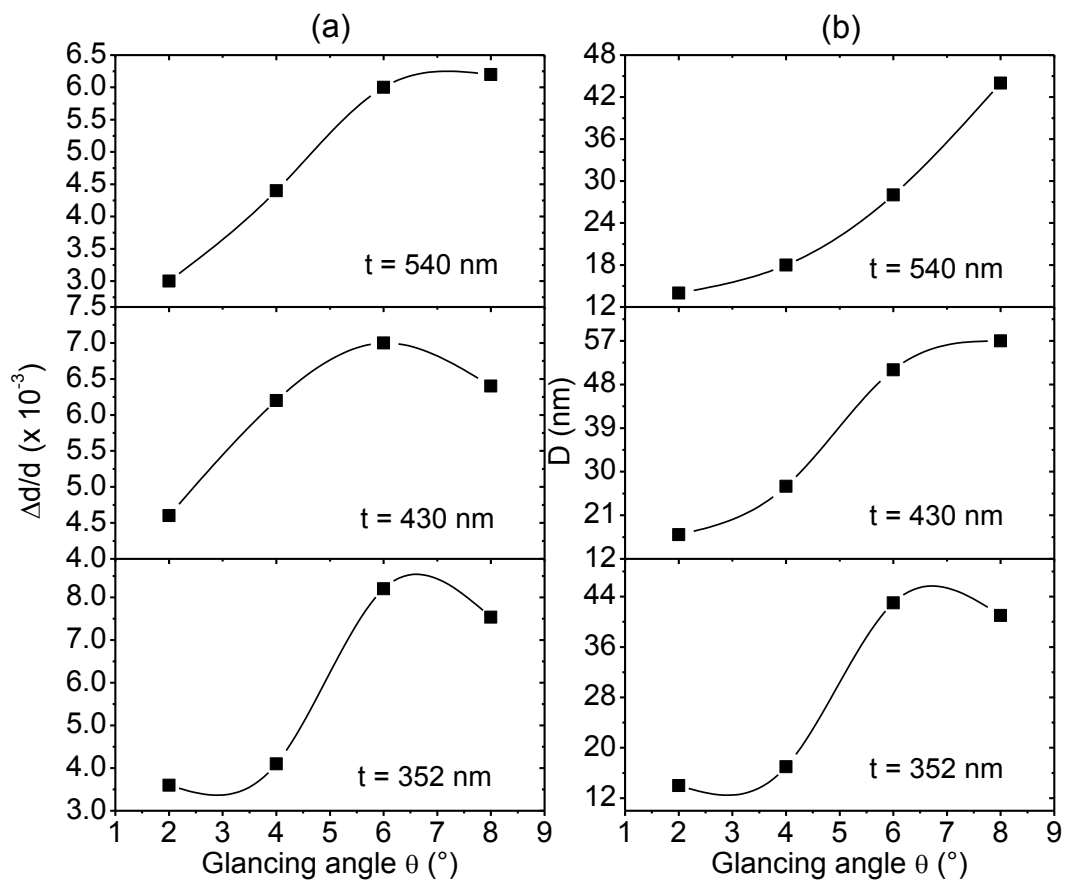 (a)
6.5
6.0
5.5
5.0
4.5
4.0
3.5
3.0
7.5
t = 540 nm
7.0
6.5
6.0
5.5
5.0
4.5
4.0
t = 430 nm
Δd/d (x 10⁻³)
8.0
7.0
6.0
5.0
4.0
3.0
t = 352 nm
1 2 3 4 5 6 7 8 9
Glancing angle θ (°)
(b)
48
42
36
28
24
18
12
t = 540 nm
57
48
39
30
21
12
t = 430 nm
D (nm)
44
36
28
17
12
t = 352 nm
1 2 3 4 5 6 7 8 9
Glancing angle θ (°)